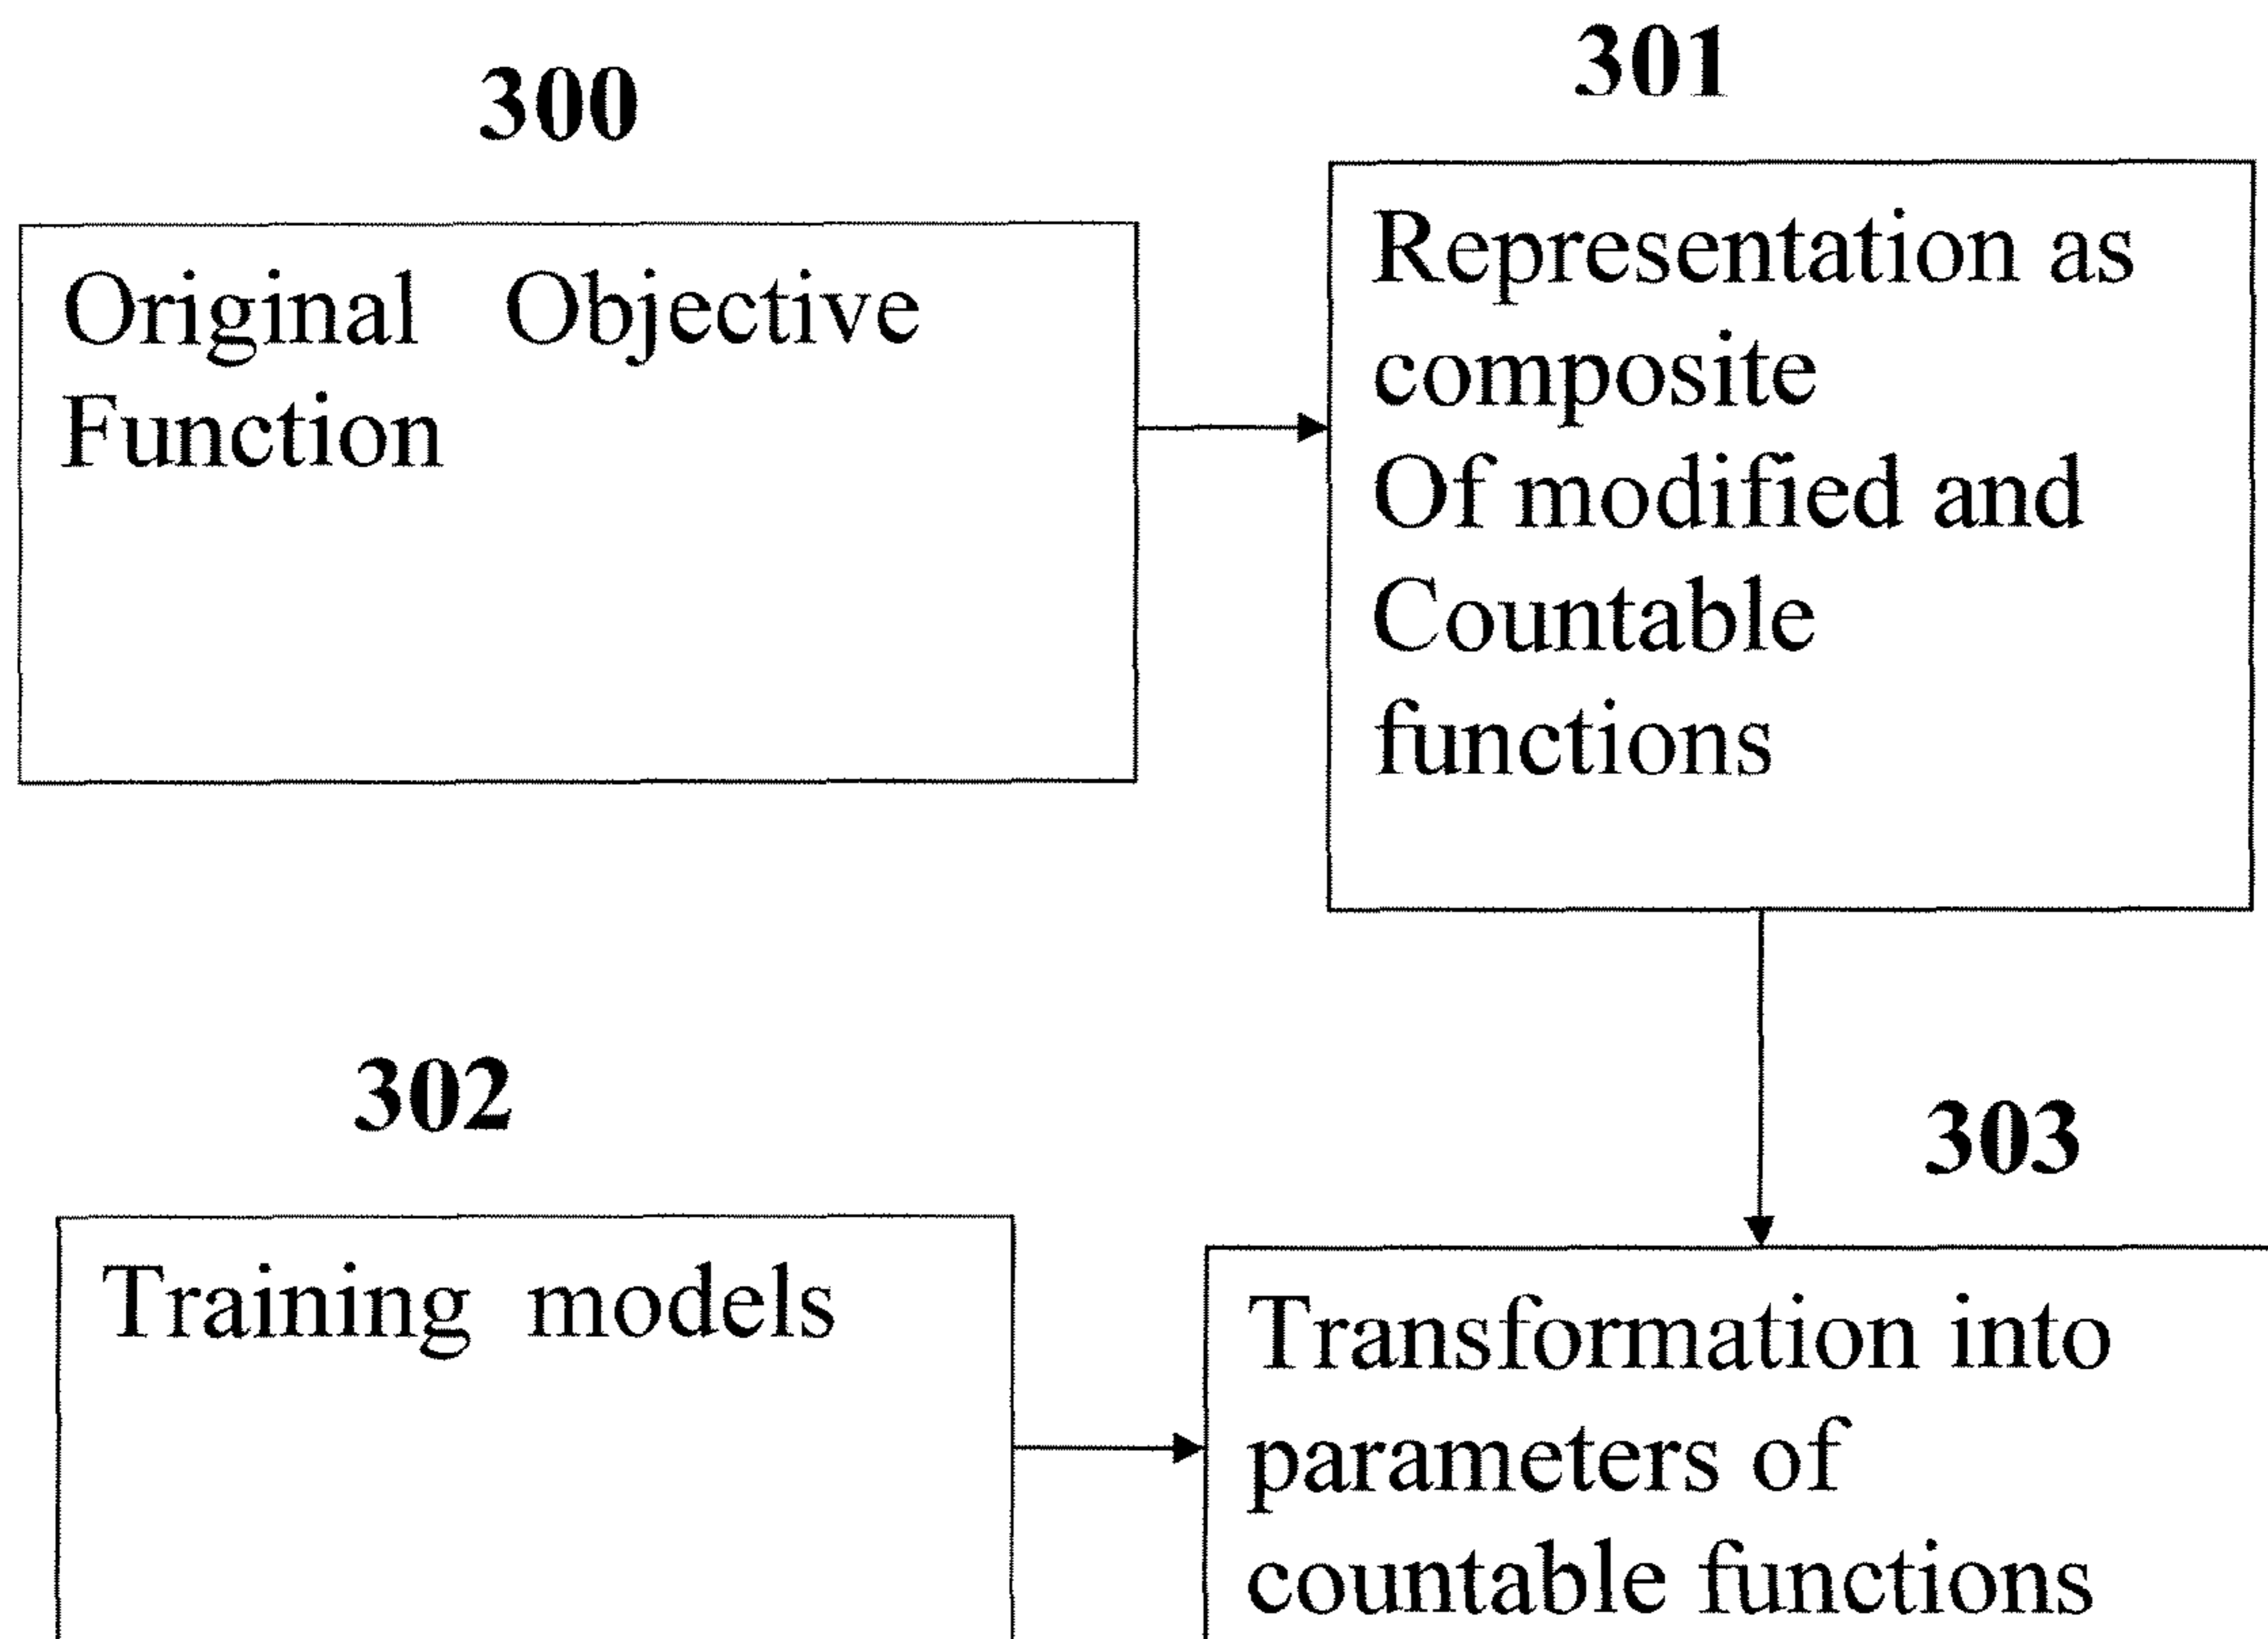 300
Original Objective
Function
301
Representation as
composite
Of modified and
Countable
functions
302
Training models
303
Transformation into
parameters of
countable functions